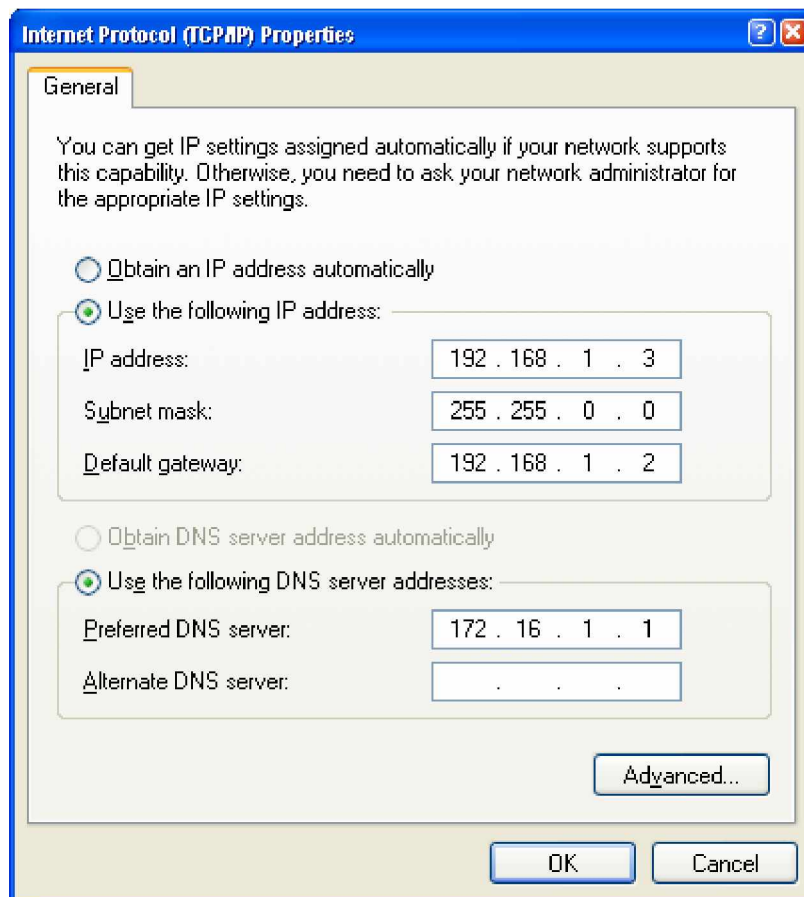 Internet Protocol (TCP/IP) Properties
General
You can get IP settings assigned automatically if your network supports
this capability. Otherwise, you need to ask your network administrator for
the appropriate IP settings.
Obtain an IP address automatically
Use the following IP address:
IP address: 192 . 168 . 1 . 3
Subnet mask: 255 . 255 . 0 . 0
Default gateway: 192 . 168 . 1 . 2
Obtain DNS server address automatically
Use the following DNS server addresses:
Preferred DNS server: 172 . 16 . 1 . 1
Alternate DNS server: . . .
Advanced...
OK Cancel